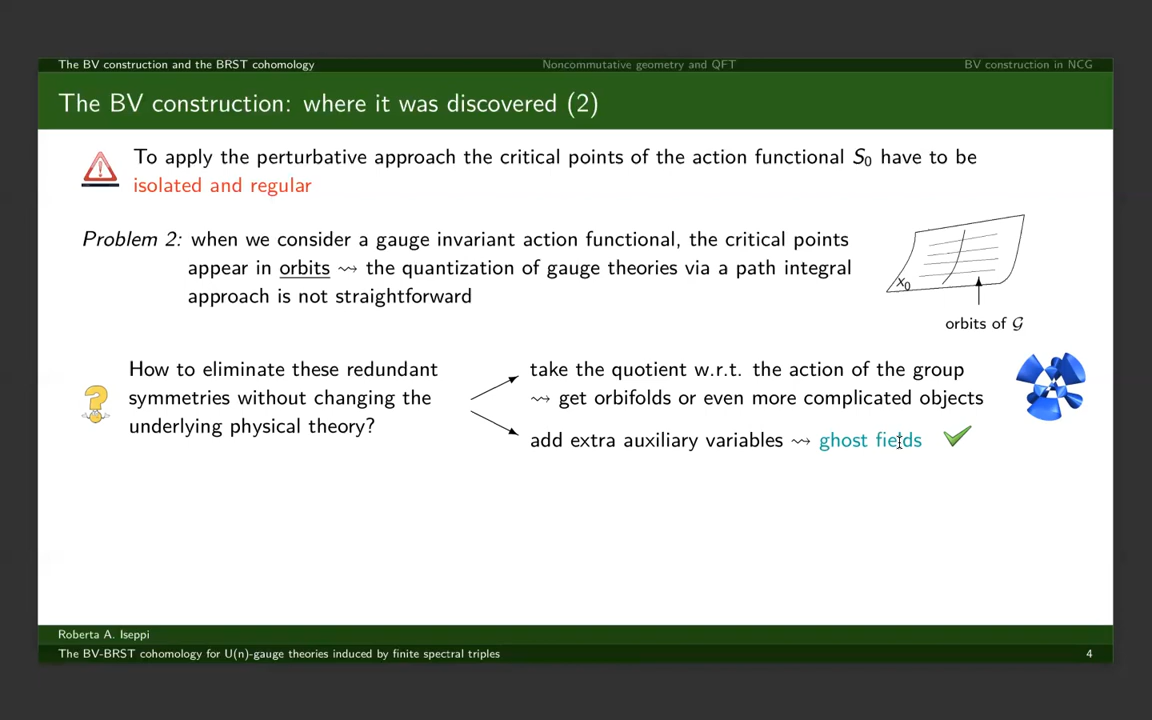 The BV construction and the BRST cohomology
Noncommutative geometry and QFT
BV construction in NCG
The BV construction: where it was discovered (2)
To apply the perturbative approach the critical points of the action functional S₀ have to be
isolated and regular
Problem 2: when we consider a gauge invariant action functional, the critical points
appear in orbits ⇝ the quantization of gauge theories via a path integral
approach is not straightforward
x₀
orbits of 𝒢
How to eliminate these redundant
symmetries without changing the
underlying physical theory?
take the quotient w.r.t. the action of the group
⇝ get orbifolds or even more complicated objects
add extra auxiliary variables ⇝ ghost fields
Roberta A. Iseppi
The BV-BRST cohomology for U(n)-gauge theories induced by finite spectral triples
4